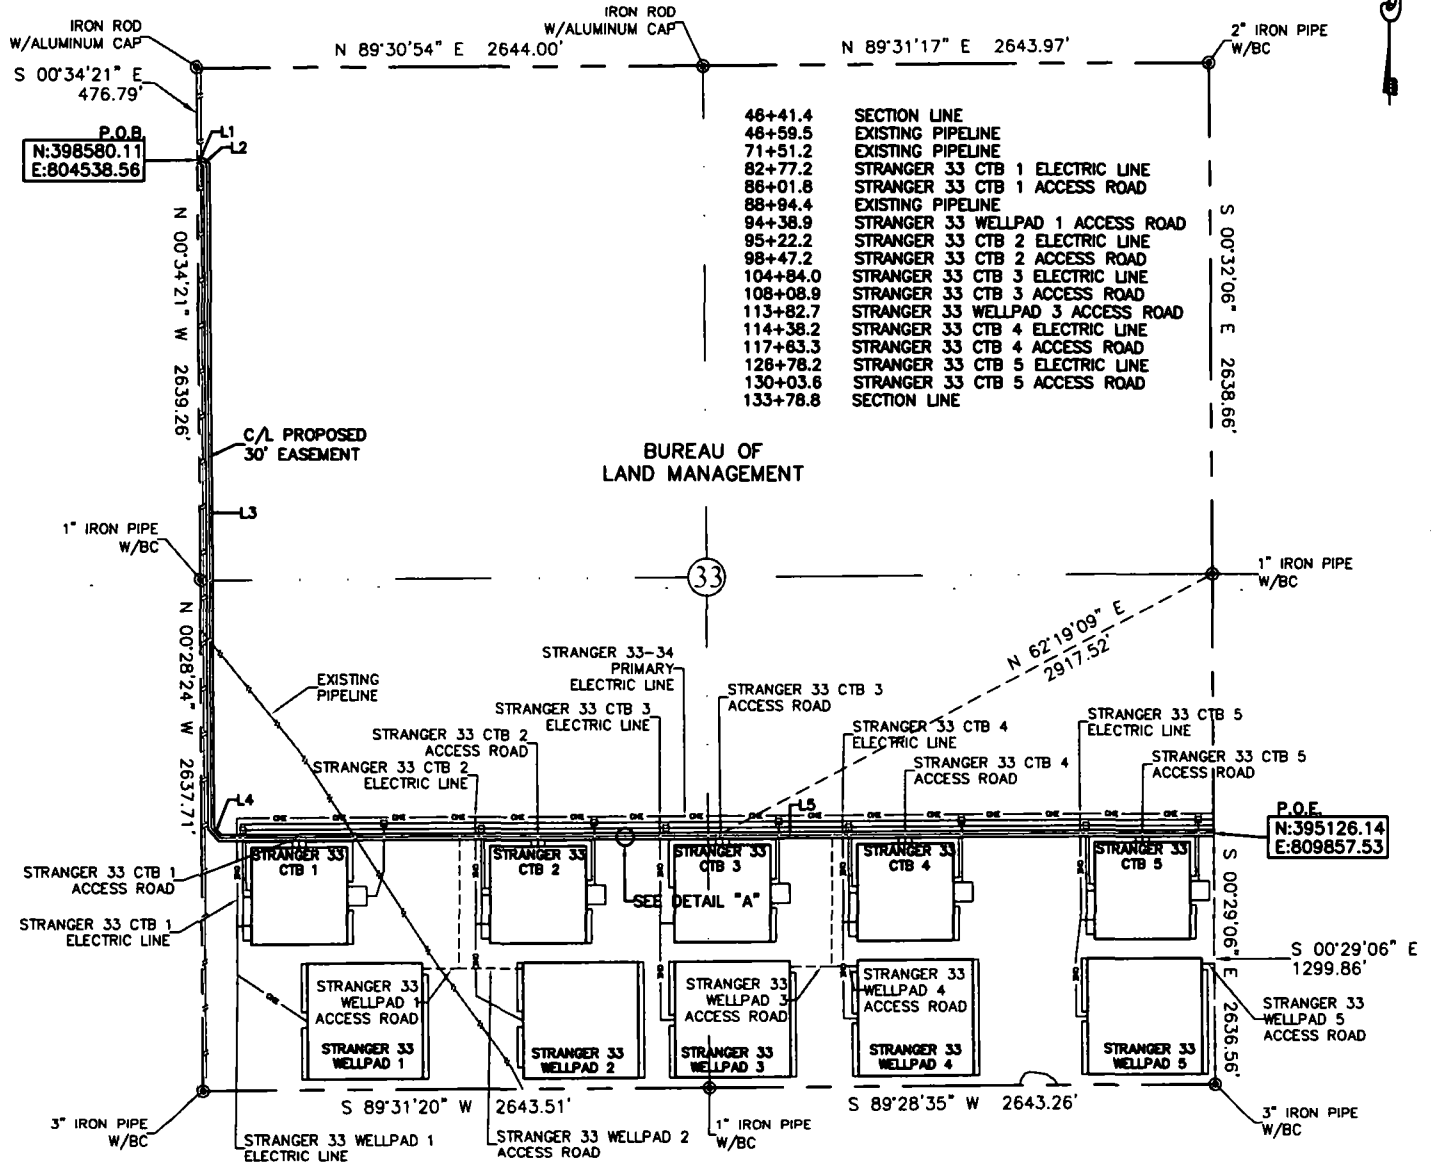 IRON ROD
W/ALUMINUM CAP
IRON ROD
W/ALUMINUM CAP
2" IRON PIPE
W/BC
N 89°30'54" E 2644.00'
N 89°31'17" E 2643.97'
S 00°34'21" E
476.79'
P.O.B.
N:398580.11
E:804538.56
L1
L2
46+41.4 SECTION LINE
46+59.5 EXISTING PIPELINE
71+51.2 EXISTING PIPELINE
82+77.2 STRANGER 33 CTB 1 ELECTRIC LINE
86+01.8 STRANGER 33 CTB 1 ACCESS ROAD
88+94.4 EXISTING PIPELINE
94+38.9 STRANGER 33 WELLPAD 1 ACCESS ROAD
95+22.2 STRANGER 33 CTB 2 ELECTRIC LINE
98+47.2 STRANGER 33 CTB 2 ACCESS ROAD
104+84.0 STRANGER 33 CTB 3 ELECTRIC LINE
108+08.9 STRANGER 33 CTB 3 ACCESS ROAD
113+82.7 STRANGER 33 WELLPAD 3 ACCESS ROAD
114+38.2 STRANGER 33 CTB 4 ELECTRIC LINE
117+63.3 STRANGER 33 CTB 4 ACCESS ROAD
126+78.2 STRANGER 33 CTB 5 ELECTRIC LINE
130+03.6 STRANGER 33 CTB 5 ACCESS ROAD
133+78.8 SECTION LINE
N 00°34'21" W 2639.26'
S 00°32'06" E 2638.66'
C/L PROPOSED
30' EASEMENT
BUREAU OF
LAND MANAGEMENT
L3
1" IRON PIPE
W/BC
33
1" IRON PIPE
W/BC
N 00°28'24" W 2637.71'
N 62°19'09" E
2917.52'
EXISTING
PIPELINE
STRANGER 33-34
PRIMARY
ELECTRIC LINE
STRANGER 33 CTB 3
ACCESS ROAD
STRANGER 33 CTB 3
ELECTRIC LINE
STRANGER 33 CTB 2
ACCESS ROAD
STRANGER 33 CTB 2
ELECTRIC LINE
STRANGER 33 CTB 4
ELECTRIC LINE
STRANGER 33 CTB 4
ACCESS ROAD
STRANGER 33 CTB 5
ELECTRIC LINE
STRANGER 33 CTB 5
ACCESS ROAD
L4
L5
P.O.E.
N:395126.14
E:809857.53
STRANGER 33 CTB 1
ACCESS ROAD
STRANGER 33 CTB 1
ELECTRIC LINE
STRANGER 33
CTB 1
STRANGER 33
CTB 2
STRANGER 33
CTB 3
STRANGER 33
CTB 4
STRANGER 33
CTB 5
SEE DETAIL "A"
S 00°29'06" E 2636.56'
S 00°29'06" E
1299.86'
STRANGER 33
WELLPAD 1
ACCESS ROAD
STRANGER 33
WELLPAD 3
ACCESS ROAD
STRANGER 33
WELLPAD 4
ACCESS ROAD
STRANGER 33
WELLPAD 5
ACCESS ROAD
STRANGER 33
WELLPAD 1
STRANGER 33
WELLPAD 2
STRANGER 33
WELLPAD 3
STRANGER 33
WELLPAD 4
STRANGER 33
WELLPAD 5
S 89°31'20" W 2643.51'
S 89°28'35" W 2643.26'
3" IRON PIPE
W/BC
STRANGER 33 WELLPAD 1
ELECTRIC LINE
STRANGER 33 WELLPAD 2
ACCESS ROAD
1" IRON PIPE
W/BC
3" IRON PIPE
W/BC